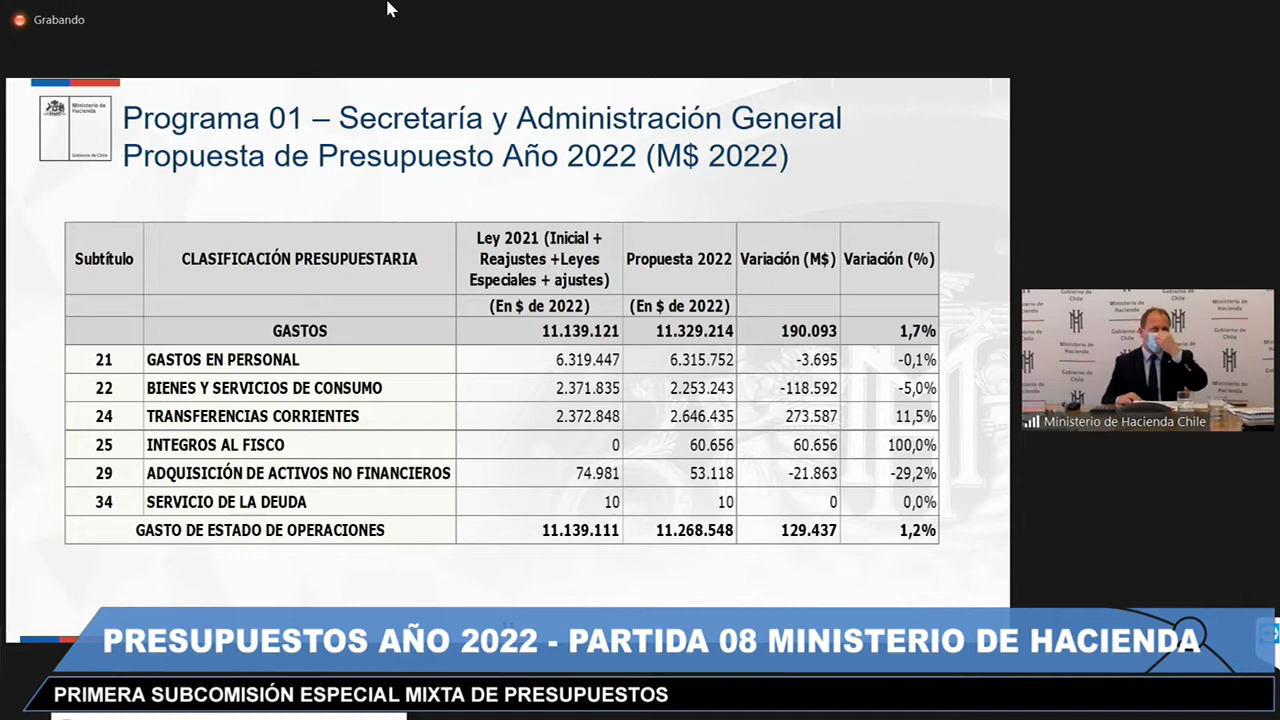 Grabando
Ministerio de
Hacienda
Gobierno de Chile
Programa 01 – Secretaría y Administración General
Propuesta de Presupuesto Año 2022 (M$ 2022)
Subtítulo CLASIFICACIÓN PRESUPUESTARIA Ley 2021 (Inicial + Reajustes +Leyes Especiales + ajustes) Propuesta 2022 Variación (M$) Variación (%)
(En $ de 2022) (En $ de 2022)
GASTOS 11.139.121 11.329.214 190.093 1,7%
21 GASTOS EN PERSONAL 6.319.447 6.315.752 -3.695 -0,1%
22 BIENES Y SERVICIOS DE CONSUMO 2.371.835 2.253.243 -118.592 -5,0%
24 TRANSFERENCIAS CORRIENTES 2.372.848 2.646.435 273.587 11,5%
25 INTEGROS AL FISCO 0 60.656 60.656 100,0%
29 ADQUISICIÓN DE ACTIVOS NO FINANCIEROS 74.981 53.118 -21.863 -29,2%
34 SERVICIO DE LA DEUDA 10 10 0 0,0%
GASTO DE ESTADO DE OPERACIONES 11.139.111 11.268.548 129.437 1,2%
Ministerio de Hacienda Chile
PRESUPUESTOS AÑO 2022 - PARTIDA 08 MINISTERIO DE HACIENDA
PRIMERA SUBCOMISIÓN ESPECIAL MIXTA DE PRESUPUESTOS